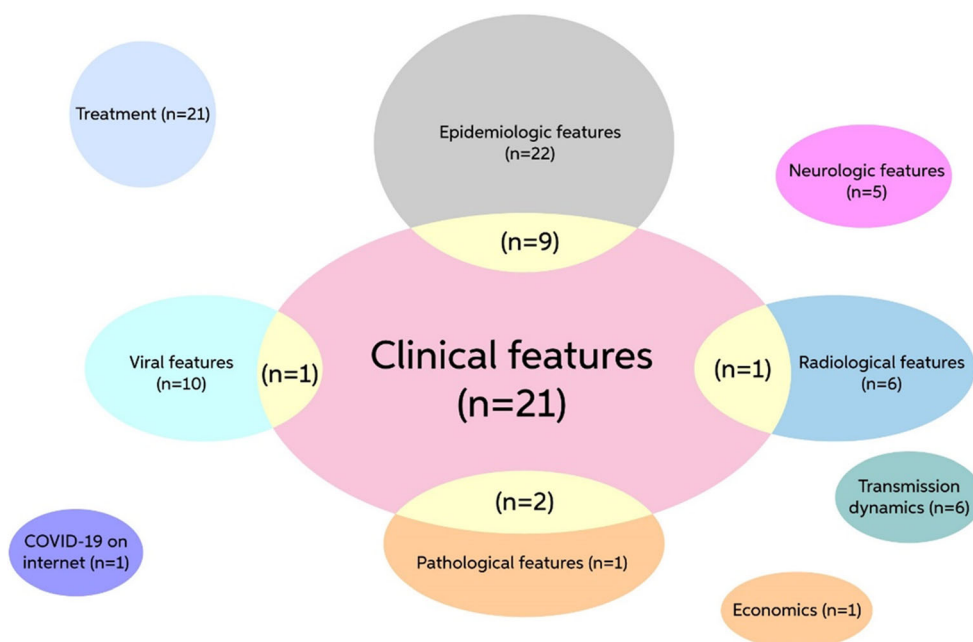 Treatment (n=21)
Epidemiologic features
(n=22)
Neurologic features
(n=5)
(n=9)
Viral features
(n=10)
(n=1)
Clinical features
(n=21)
(n=1)
Radiological features
(n=6)
(n=2)
Transmission
dynamics (n=6)
COVID-19 on
internet (n=1)
Pathological features (n=1)
Economics (n=1)